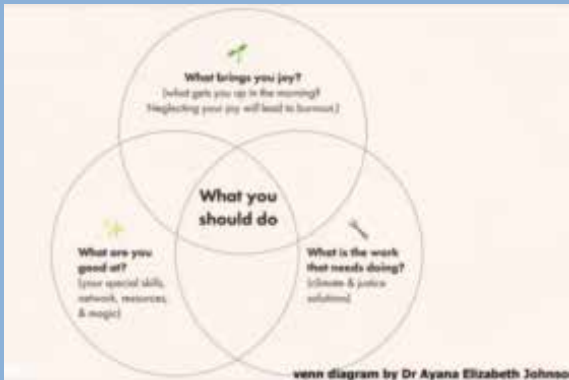 What brings you joy?
(what gets you up in the morning?
Neglecting your joy will lead to burnout.)
What you
should do
What are you
good at?
(your special skills,
network, resources,
& magic)
What is the work
that needs doing?
(climate & justice
solutions)
venn diagram by Dr Ayana Elizabeth Johnso